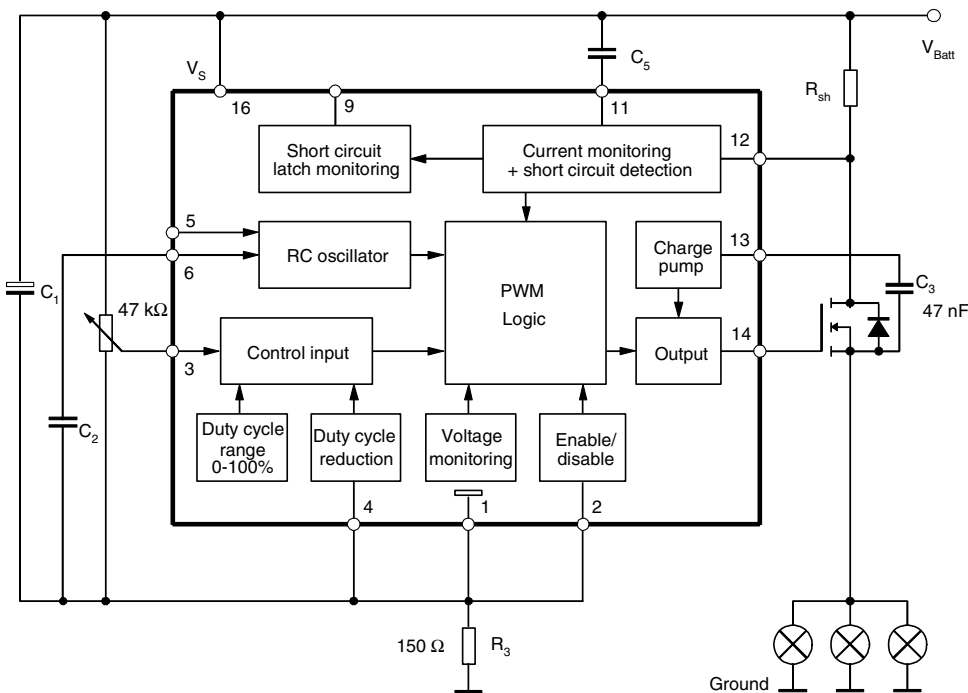 V_Batt
V_S
C_5
R_sh
16
9
11
12
Short circuit
latch monitoring
Current monitoring
+ short circuit detection
5
6
RC oscillator
PWM
Logic
Charge
pump
13
C_3
47 nF
C_1
47 kΩ
3
Control input
Output
14
C_2
Duty cycle
range
0-100%
Duty cycle
reduction
Voltage
monitoring
Enable/
disable
4
1
2
150 Ω
R_3
Ground